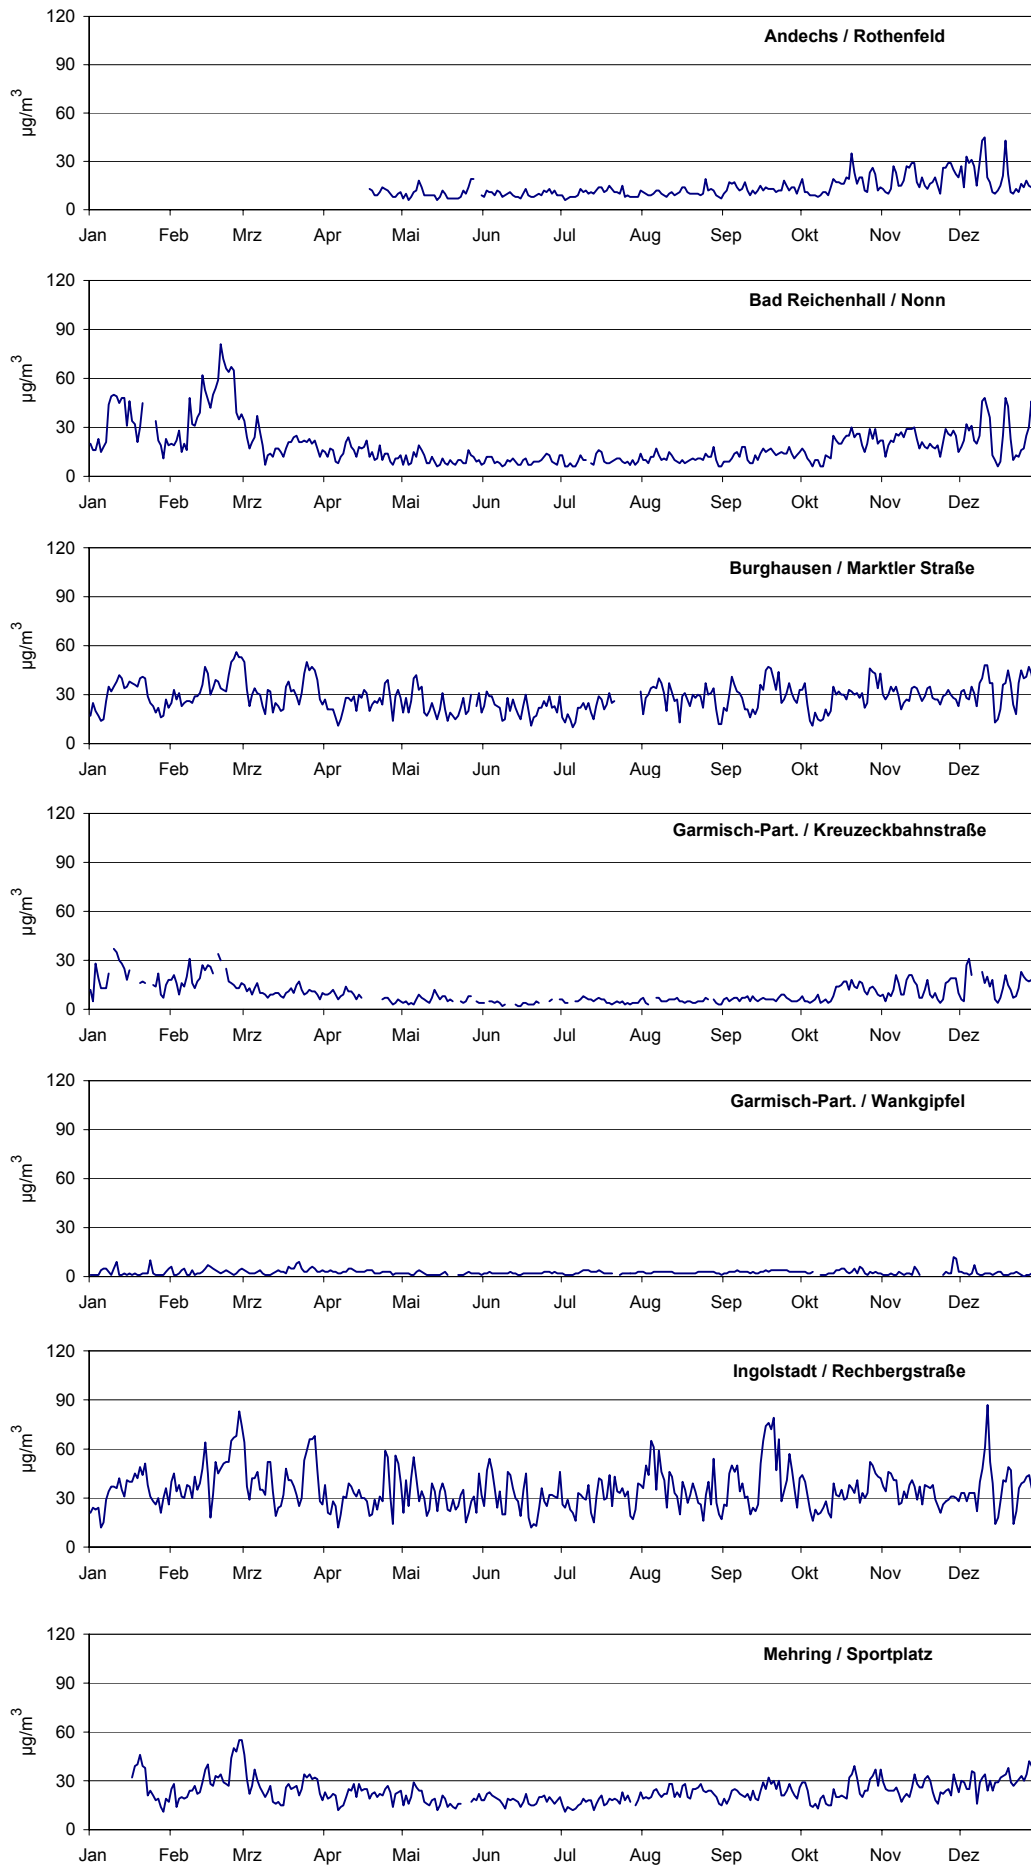 Andechs / Rothenfeld
µg/m³
120
90
60
30
0
Jan Feb Mrz Apr Mai Jun Jul Aug Sep Okt Nov Dez
Bad Reichenhall / Nonn
µg/m³
120
90
60
30
0
Jan Feb Mrz Apr Mai Jun Jul Aug Sep Okt Nov Dez
Burghausen / Marktler Straße
µg/m³
120
90
60
30
0
Jan Feb Mrz Apr Mai Jun Jul Aug Sep Okt Nov Dez
Garmisch-Part. / Kreuzeckbahnstraße
µg/m³
120
90
60
30
0
Jan Feb Mrz Apr Mai Jun Jul Aug Sep Okt Nov Dez
Garmisch-Part. / Wankgipfel
µg/m³
120
90
60
30
0
Jan Feb Mrz Apr Mai Jun Jul Aug Sep Okt Nov Dez
Ingolstadt / Rechbergstraße
µg/m³
120
90
60
30
0
Jan Feb Mrz Apr Mai Jun Jul Aug Sep Okt Nov Dez
Mehring / Sportplatz
µg/m³
120
90
60
30
0
Jan Feb Mrz Apr Mai Jun Jul Aug Sep Okt Nov Dez